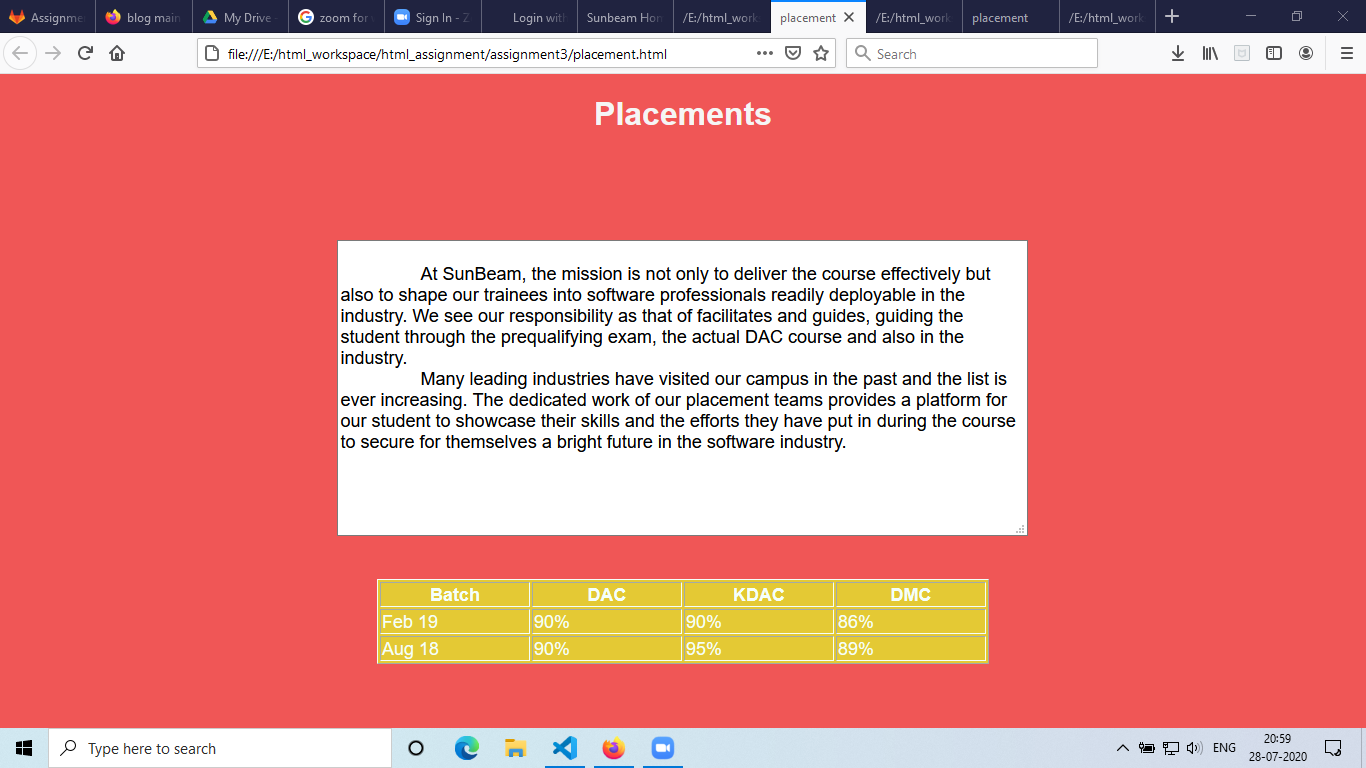 Assignme
blog main
My Drive -
zoom for
Sign In - Z
Login with
Sunbeam Hom
/E:/html_work
placement
/E:/html_work
placement
/E:/html_work
file:///E:/html_workspace/html_assignment/assignment3/placement.html
Search
Placements
At SunBeam, the mission is not only to deliver the course effectively but
also to shape our trainees into software professionals readily deployable in the
industry. We see our responsibility as that of facilitates and guides, guiding the
student through the prequalifying exam, the actual DAC course and also in the
industry.
Many leading industries have visited our campus in the past and the list is
ever increasing. The dedicated work of our placement teams provides a platform for
our student to showcase their skills and the efforts they have put in during the course
to secure for themselves a bright future in the software industry.
Batch DAC KDAC DMC
Feb 19 90% 90% 86%
Aug 18 90% 95% 89%
Type here to search
ENG
20:59
28-07-2020